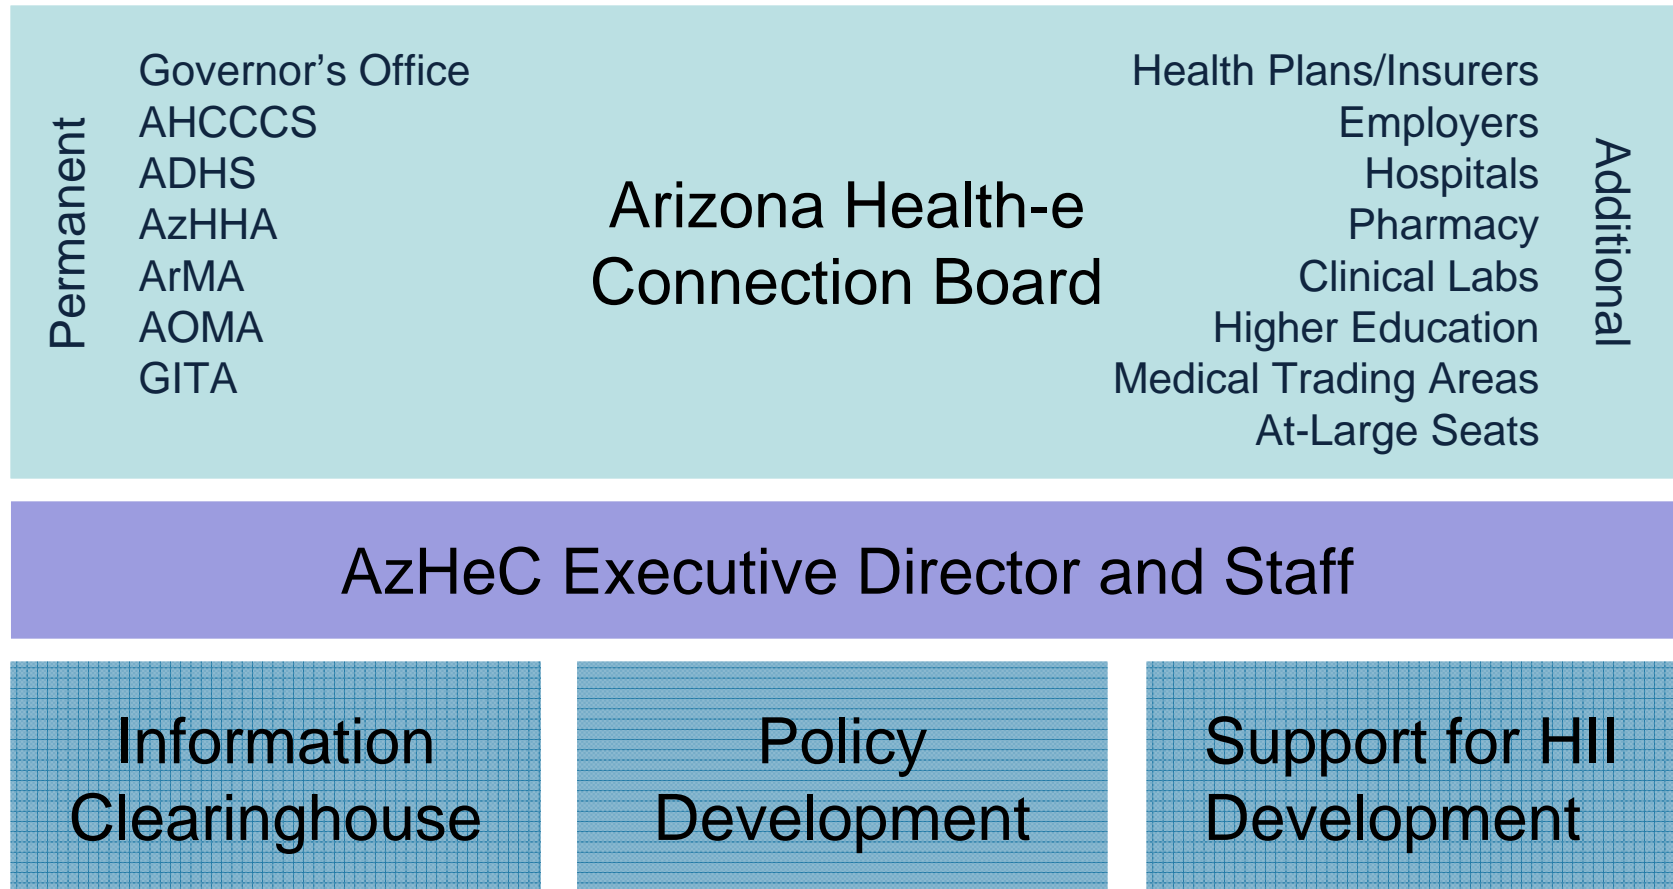 Permanent
Governor’s Office
AHCCCS
ADHS
AzHHA
ArMA
AOMA
GITA
Arizona Health-e
Connection Board
Health Plans/Insurers
Employers
Hospitals
Pharmacy
Clinical Labs
Higher Education
Medical Trading Areas
At-Large Seats
Additional
AzHeC Executive Director and Staff
Information
Clearinghouse
Policy
Development
Support for HII
Development